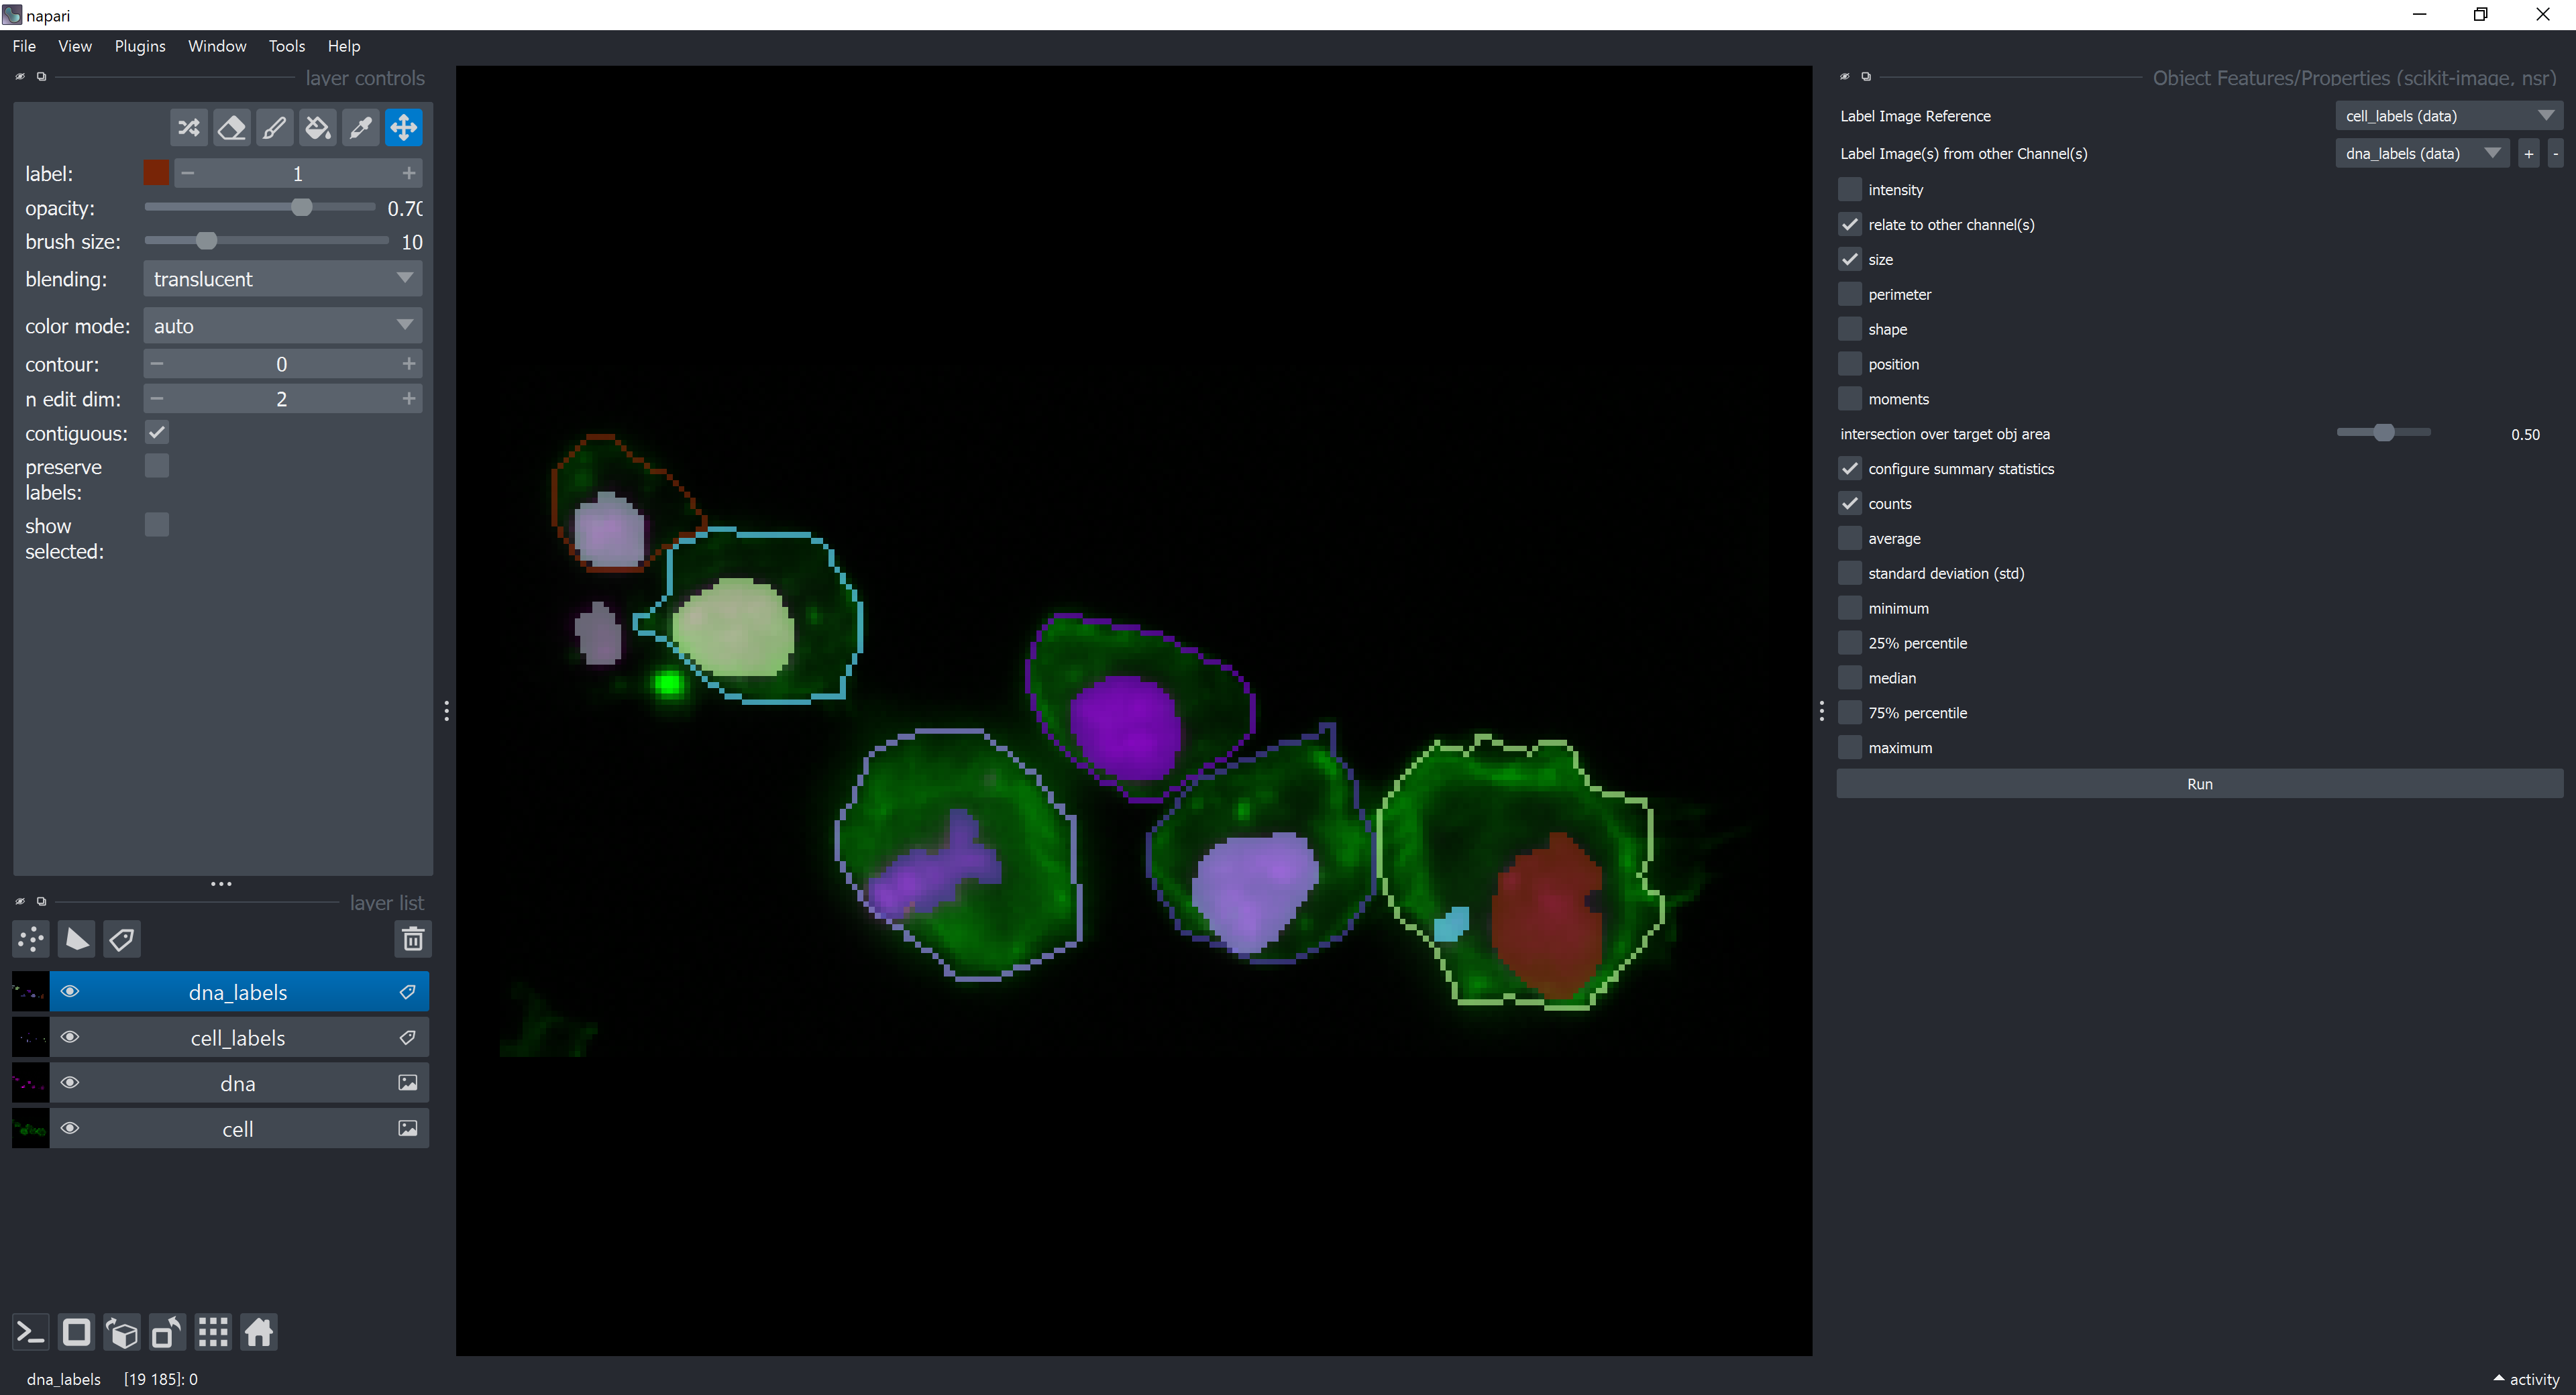 napari
File View Plugins Window Tools Help
layer controls
label: 1
opacity: 0.70
brush size: 10
blending: translucent
color mode: auto
contour: 0
n edit dim: 2
contiguous:
preserve
labels:
show
selected:
layer list
dna_labels
cell_labels
dna
cell
dna_labels [19 185]: 0
Object Features/Properties (scikit-image, nsr)
Label Image Reference cell_labels (data)
Label Image(s) from other Channel(s) dna_labels (data) + -
intensity
relate to other channel(s)
size
perimeter
shape
position
moments
intersection over target obj area 0.50
configure summary statistics
counts
average
standard deviation (std)
minimum
25% percentile
median
75% percentile
maximum
Run
activity